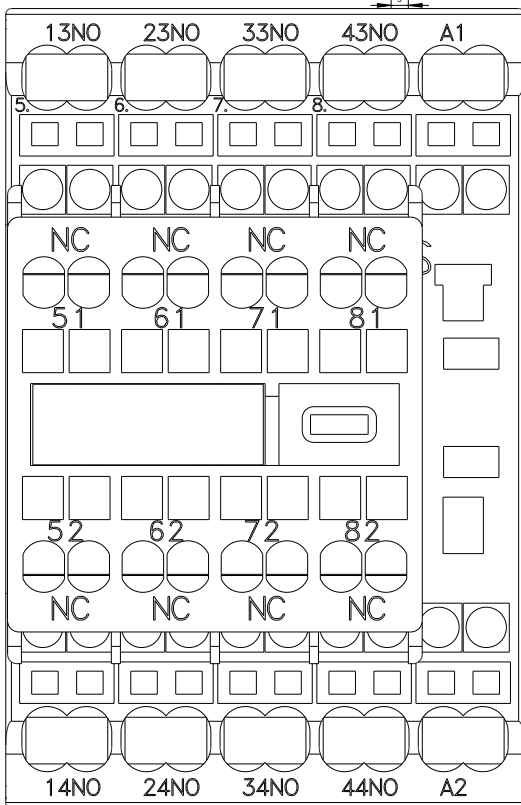 13NO 23NO 33NO 43NO A1
5. 6. 7. 8.
NC NC NC NC
51 61 71 81
52 62 72 82
NC NC NC NC
14NO 24NO 34NO 44NO A2